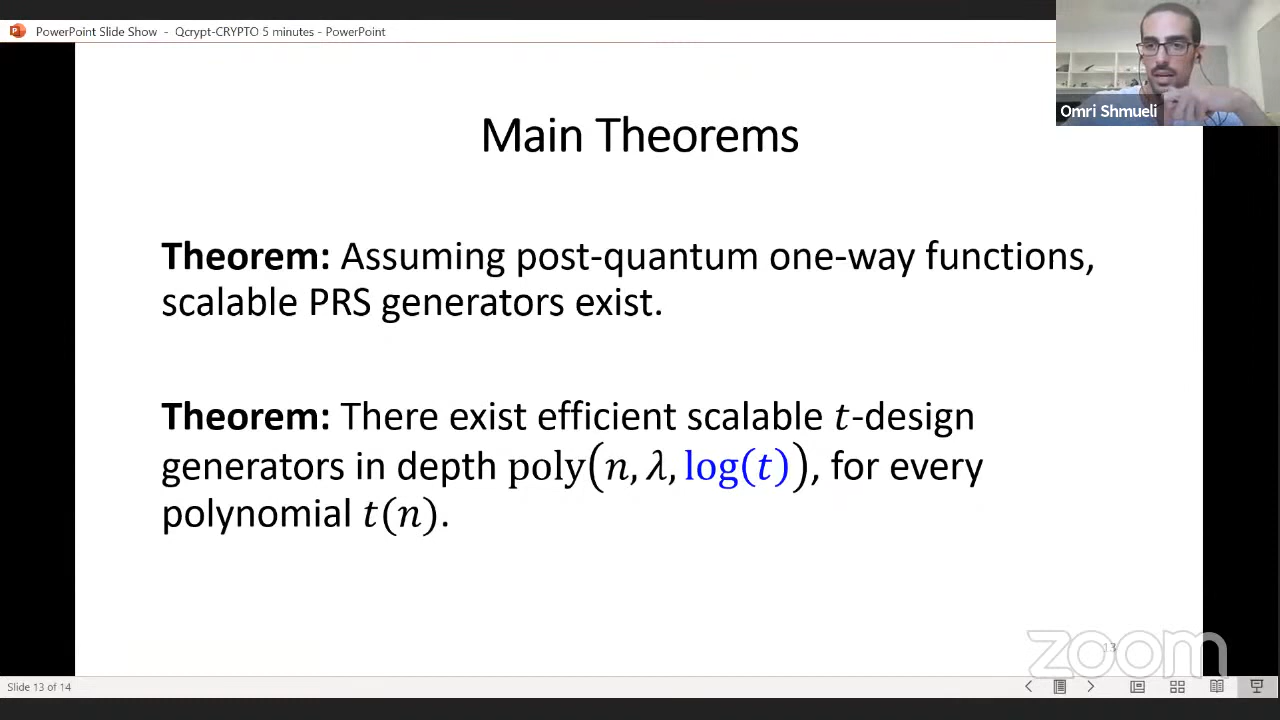 PowerPoint Slide Show - Qcrypt-CRYPTO 5 minutes - PowerPoint
Omri Shmueli
Main Theorems
Theorem: Assuming post-quantum one-way functions,
scalable PRS generators exist.
Theorem: There exist efficient scalable t-design
generators in depth poly(n, λ, log(t)), for every
polynomial t(n).
13
zoom
Slide 13 of 14